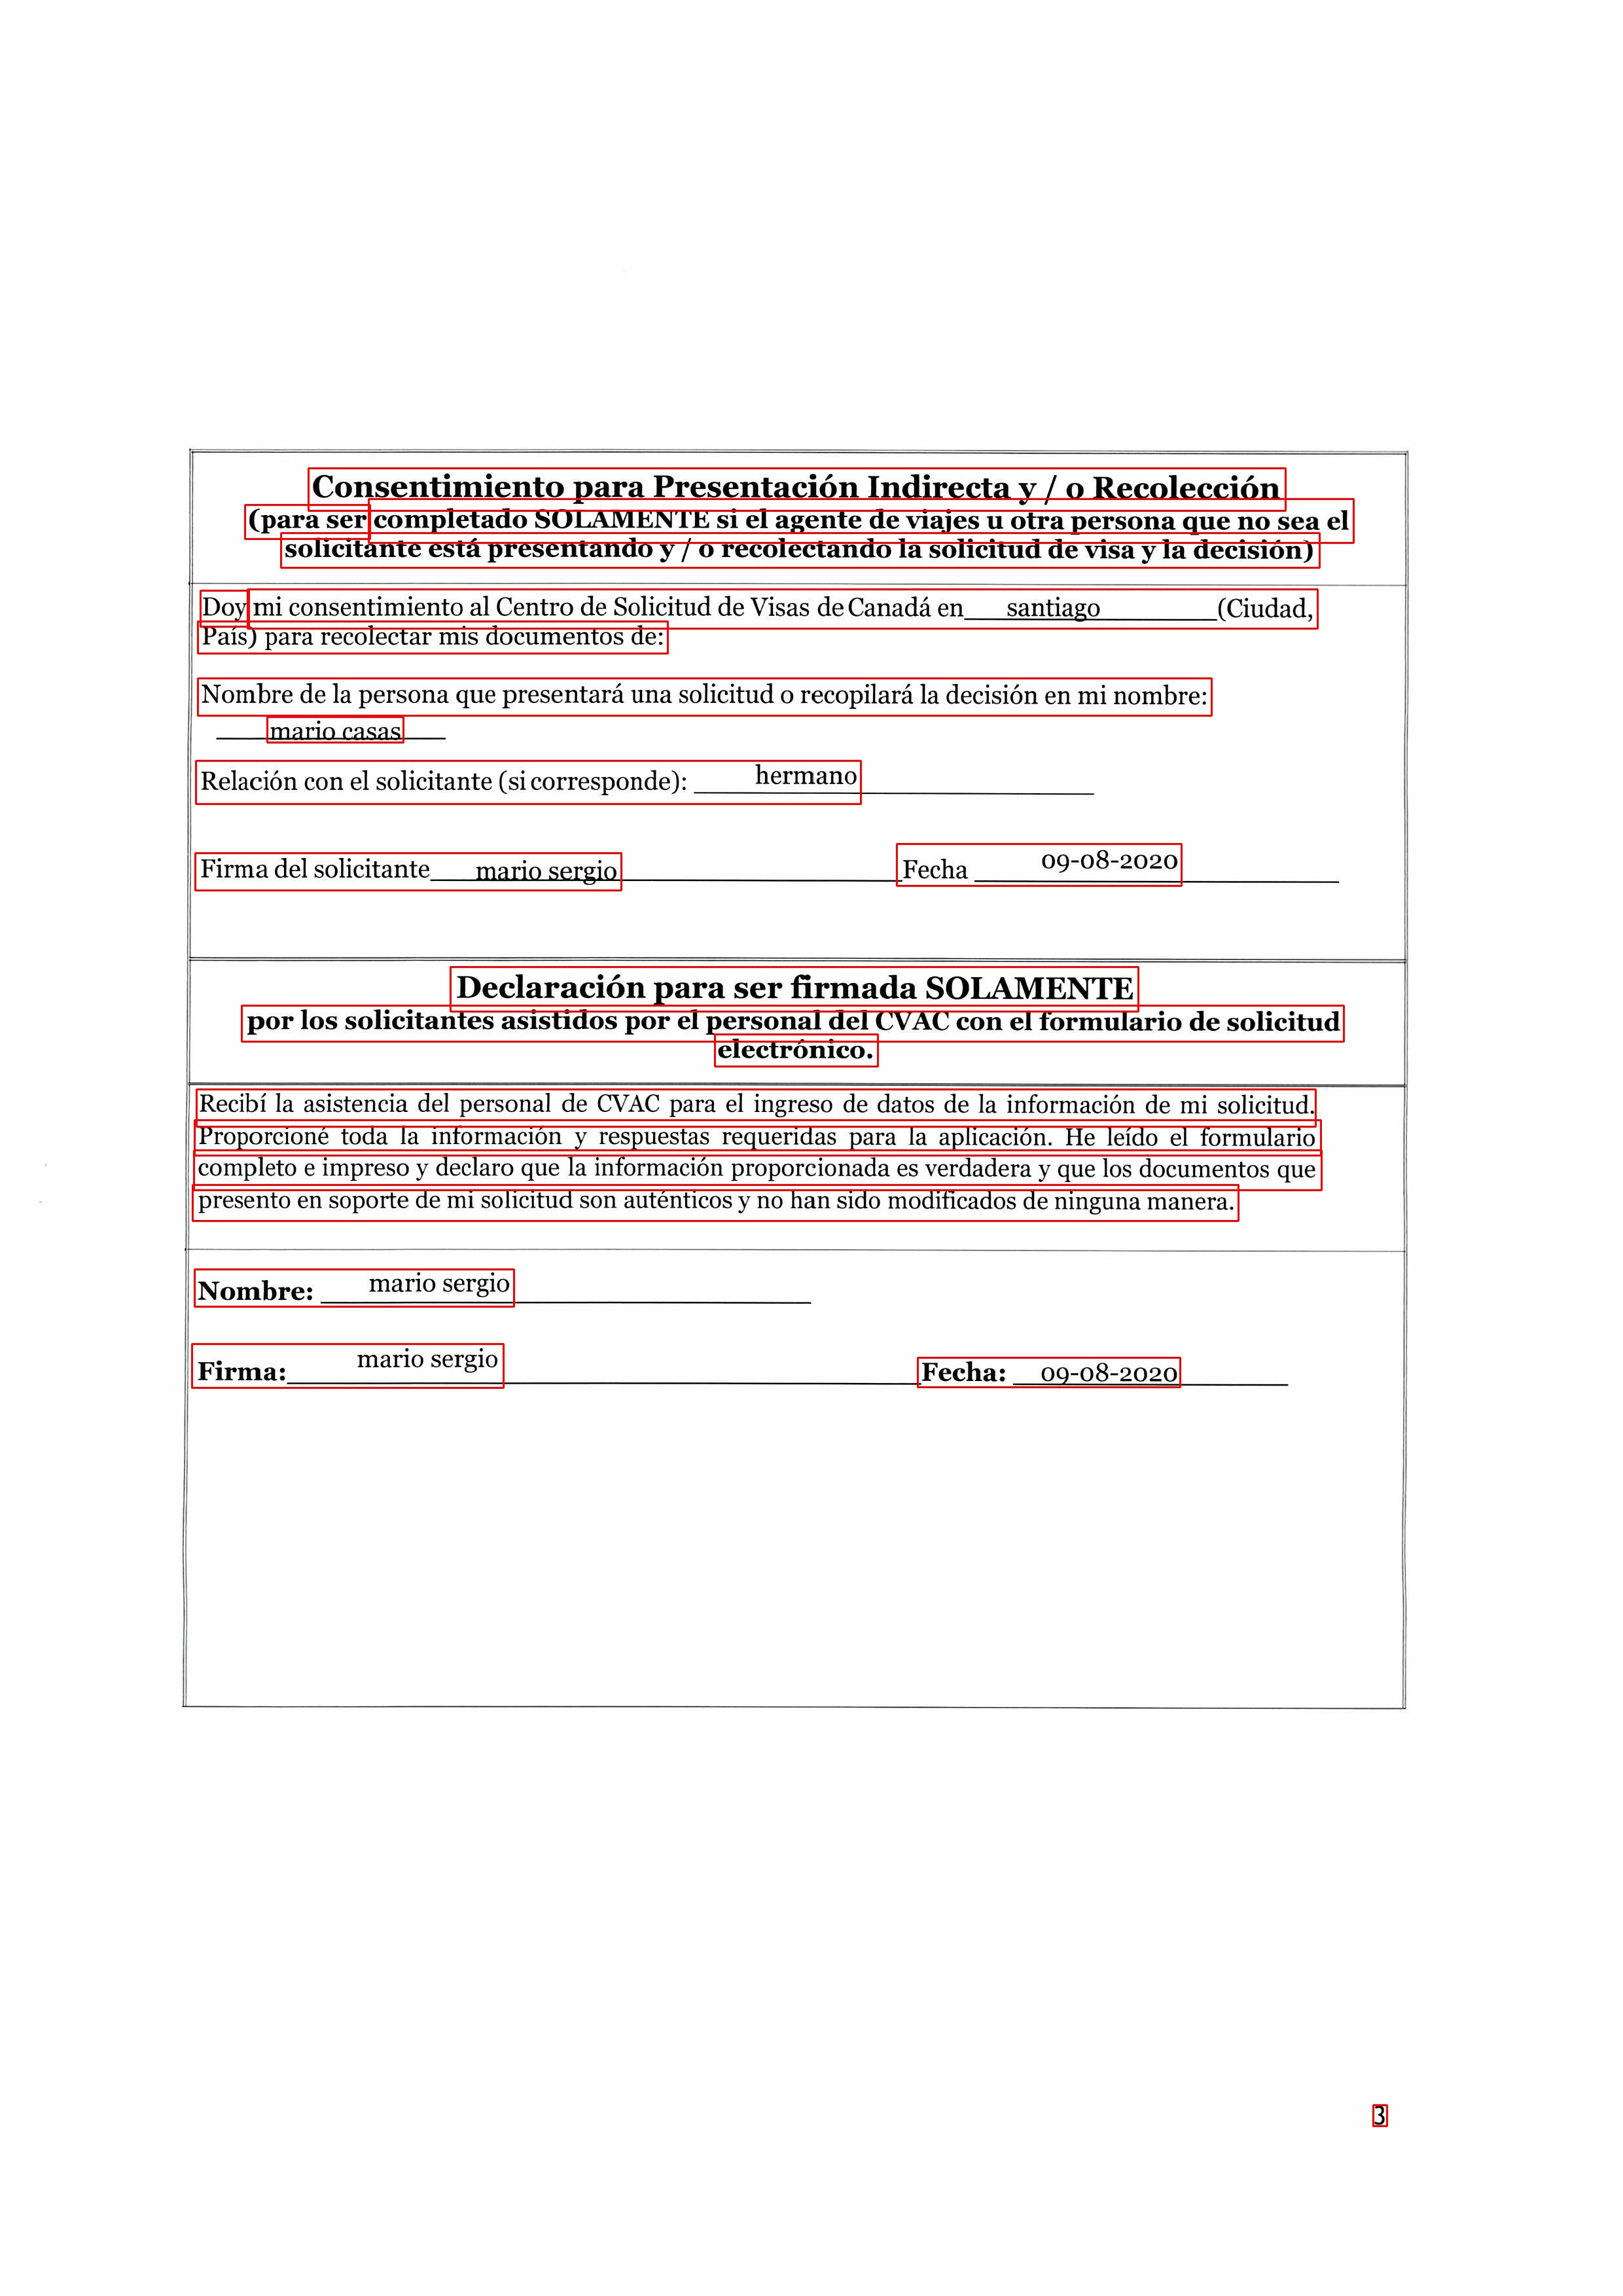 Consentimiento para Presentación Indirecta y / o Recolección
(para ser completado SOLAMENTE si el agente de viajes u otra persona que no sea el
solicitante está presentando y / o recolectando la solicitud de visa y la decisión)
Doy mi consentimiento al Centro de Solicitud de Visas de Canadá en santiago (Ciudad,
País) para recolectar mis documentos de:
Nombre de la persona que presentará una solicitud o recopilará la decisión en mi nombre:
mario casas
Relación con el solicitante (si corresponde): hermano
Firma del solicitante mario sergio Fecha 09-08-2020
Declaración para ser firmada SOLAMENTE
por los solicitantes asistidos por el personal del CVAC con el formulario de solicitud
electrónico.
Recibí la asistencia del personal de CVAC para el ingreso de datos de la información de mi solicitud.
Proporcioné toda la información y respuestas requeridas para la aplicación. He leído el formulario
completo e impreso y declaro que la información proporcionada es verdadera y que los documentos que
presento en soporte de mi solicitud son auténticos y no han sido modificados de ninguna manera.
Nombre: mario sergio
Firma: mario sergio Fecha: 09-08-2020
3